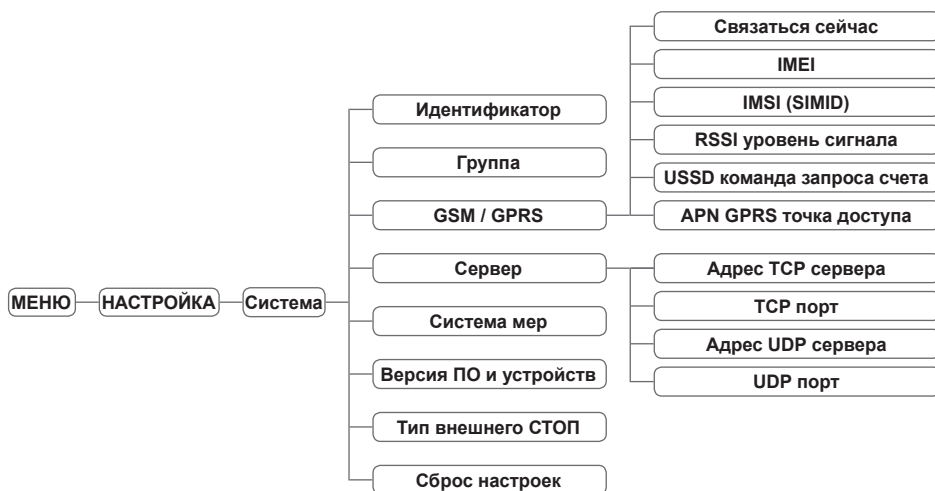 МЕНЮ
НАСТРОЙКА
Система
Идентификатор
Группа
GSM / GPRS
Связаться сейчас
IMEI
IMSI (SIMID)
RSSI уровень сигнала
USSD команда запроса счета
APN GPRS точка доступа
Сервер
Адрес TCP сервера
TCP порт
Адрес UDP сервера
UDP порт
Система мер
Версия ПО и устройств
Тип внешнего СТОП
Сброс настроек